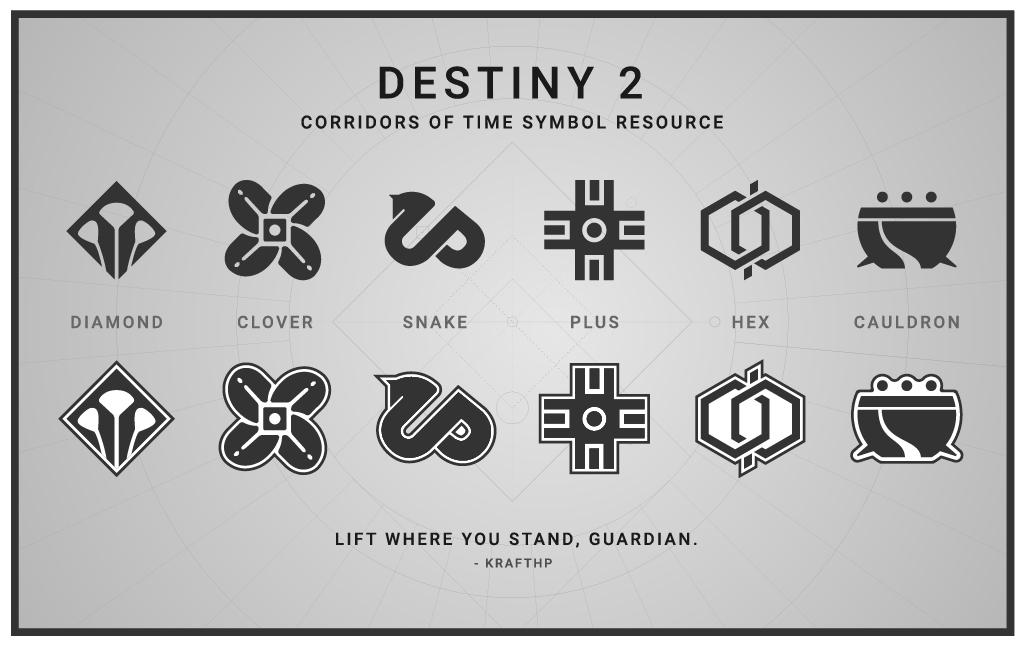 DESTINY 2
CORRIDORS OF TIME SYMBOL RESOURCE
DIAMOND CLOVER SNAKE PLUS HEX CAULDRON
LIFT WHERE YOU STAND, GUARDIAN.
- KRAFTHP